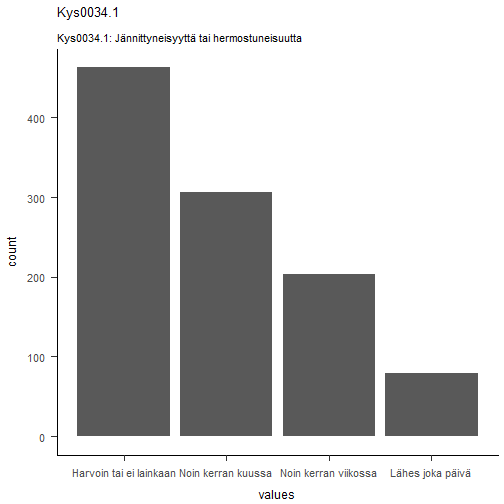 Kys0034.1
Kys0034.1: Jännittyneisyyttä tai hermostuneisuutta
count
400
300
200
100
0
Harvoin tai ei lainkaan Noin kerran kuussa Noin kerran viikossa Lähes joka päivä
values